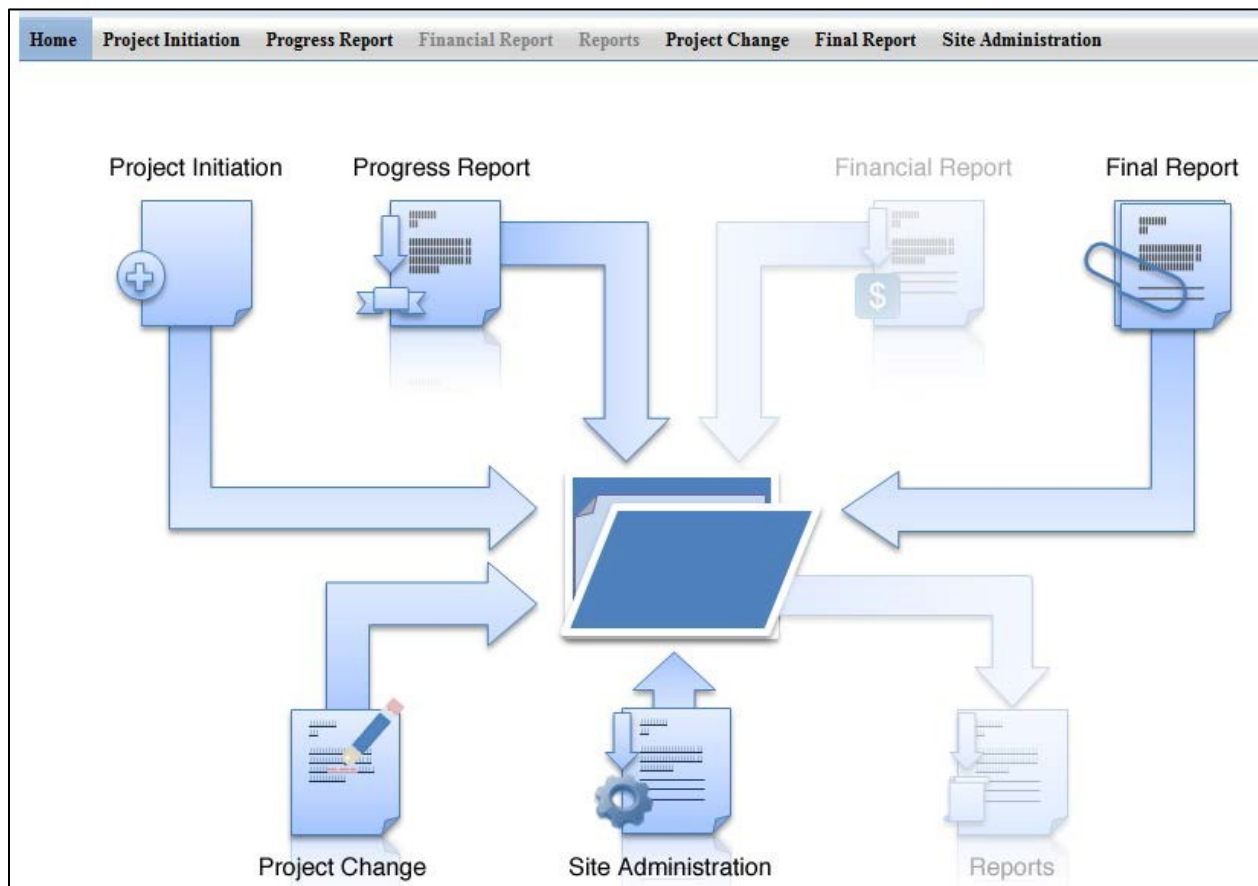 Home Project Initiation Progress Report Financial Report Reports Project Change Final Report Site Administration
Project Initiation Progress Report Financial Report Final Report
$
Project Change Site Administration Reports